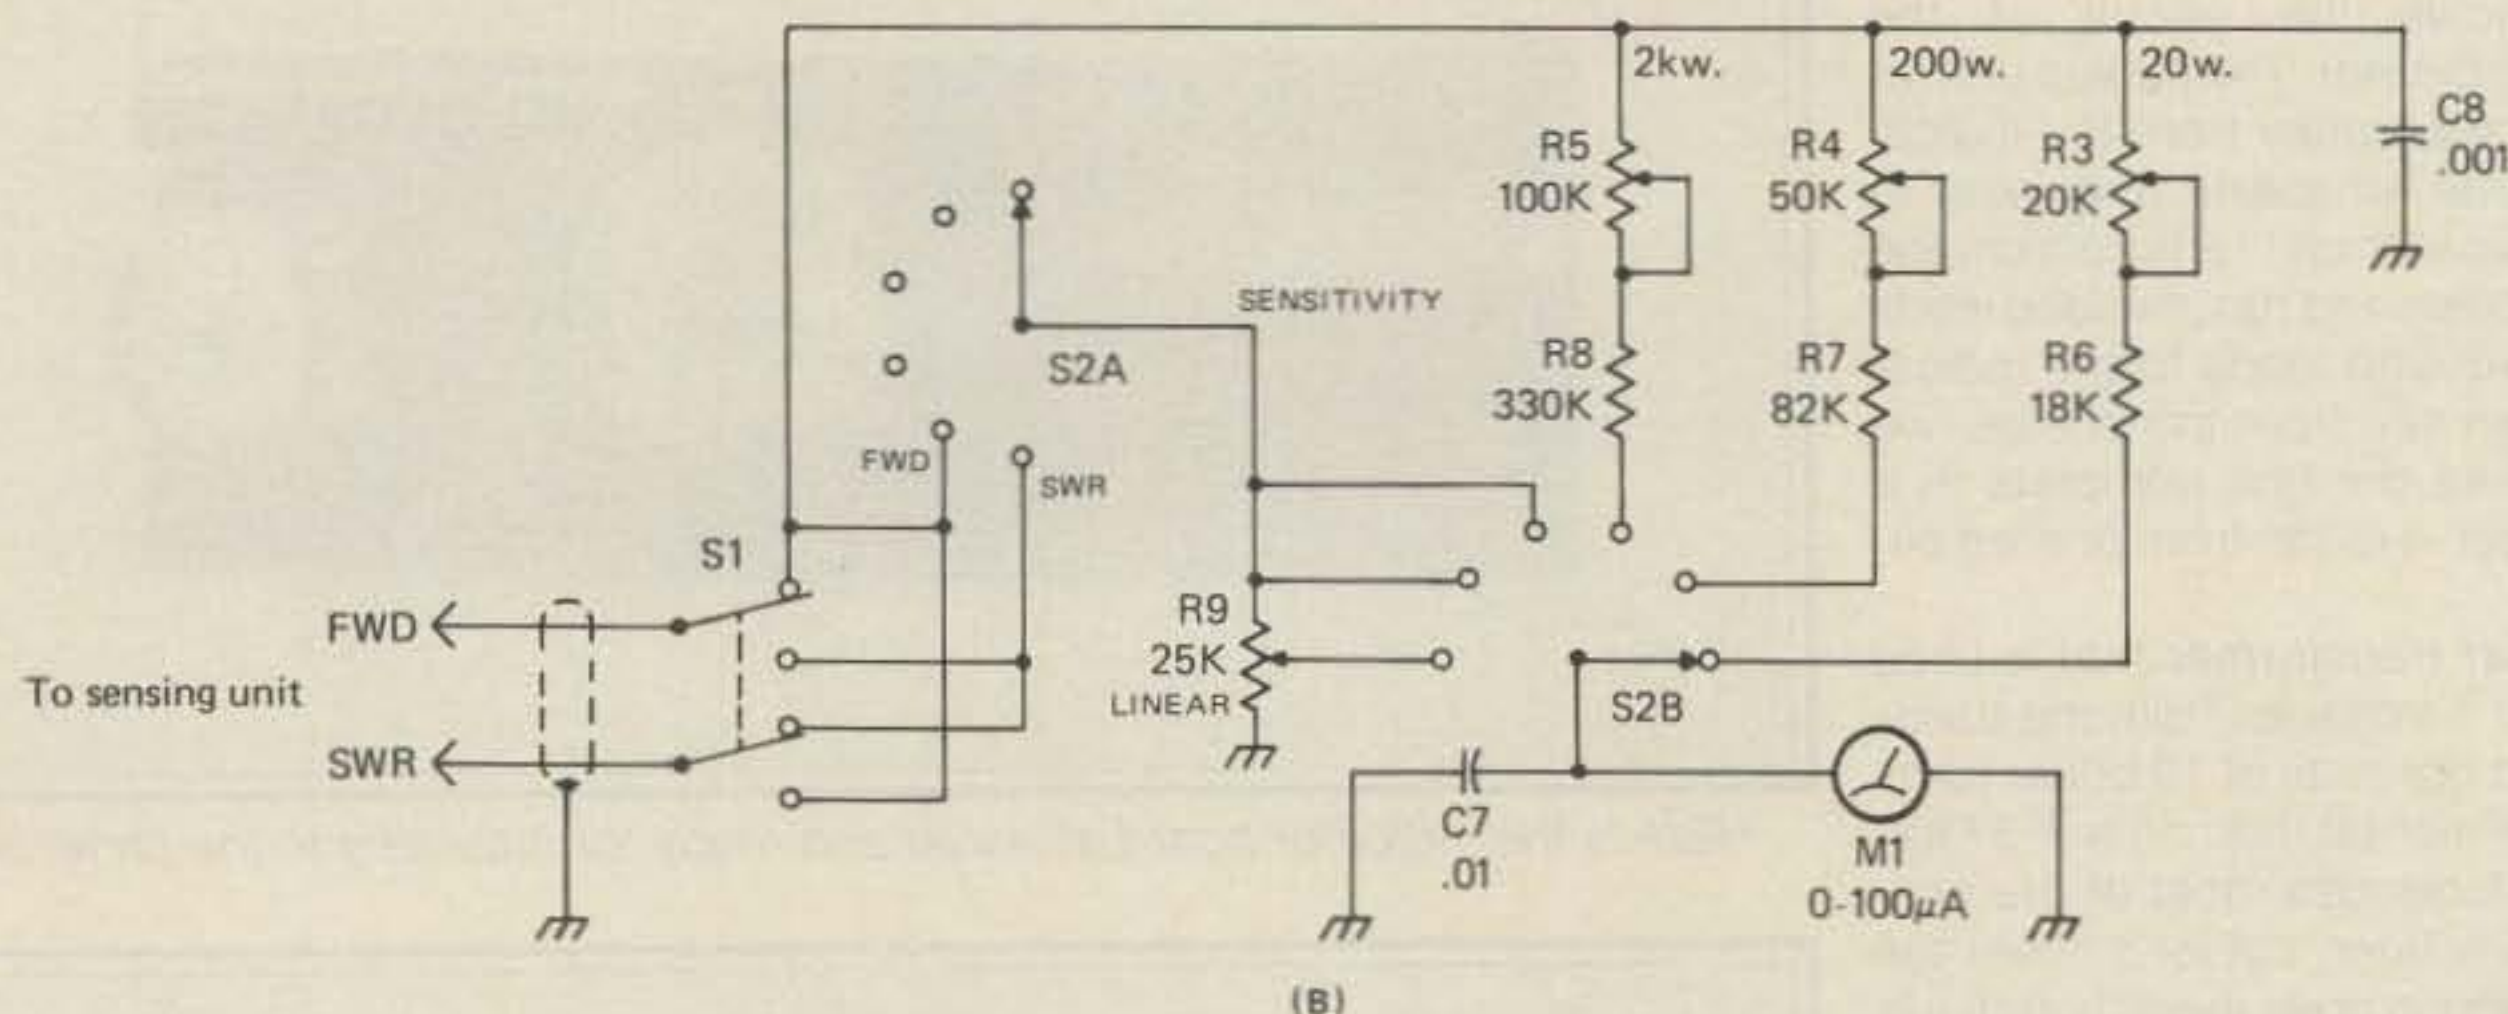 2kw.
200w.
20w.
C8
.001
R5
100K
R4
50K
R3
20K
SENSITIVITY
S2A
R8
330K
R7
82K
R6
18K
FWD
SWR
S1
FWD
R9
25K
LINEAR
To sensing unit
S2B
SWR
C7
.01
M1
0-100μA
(B)